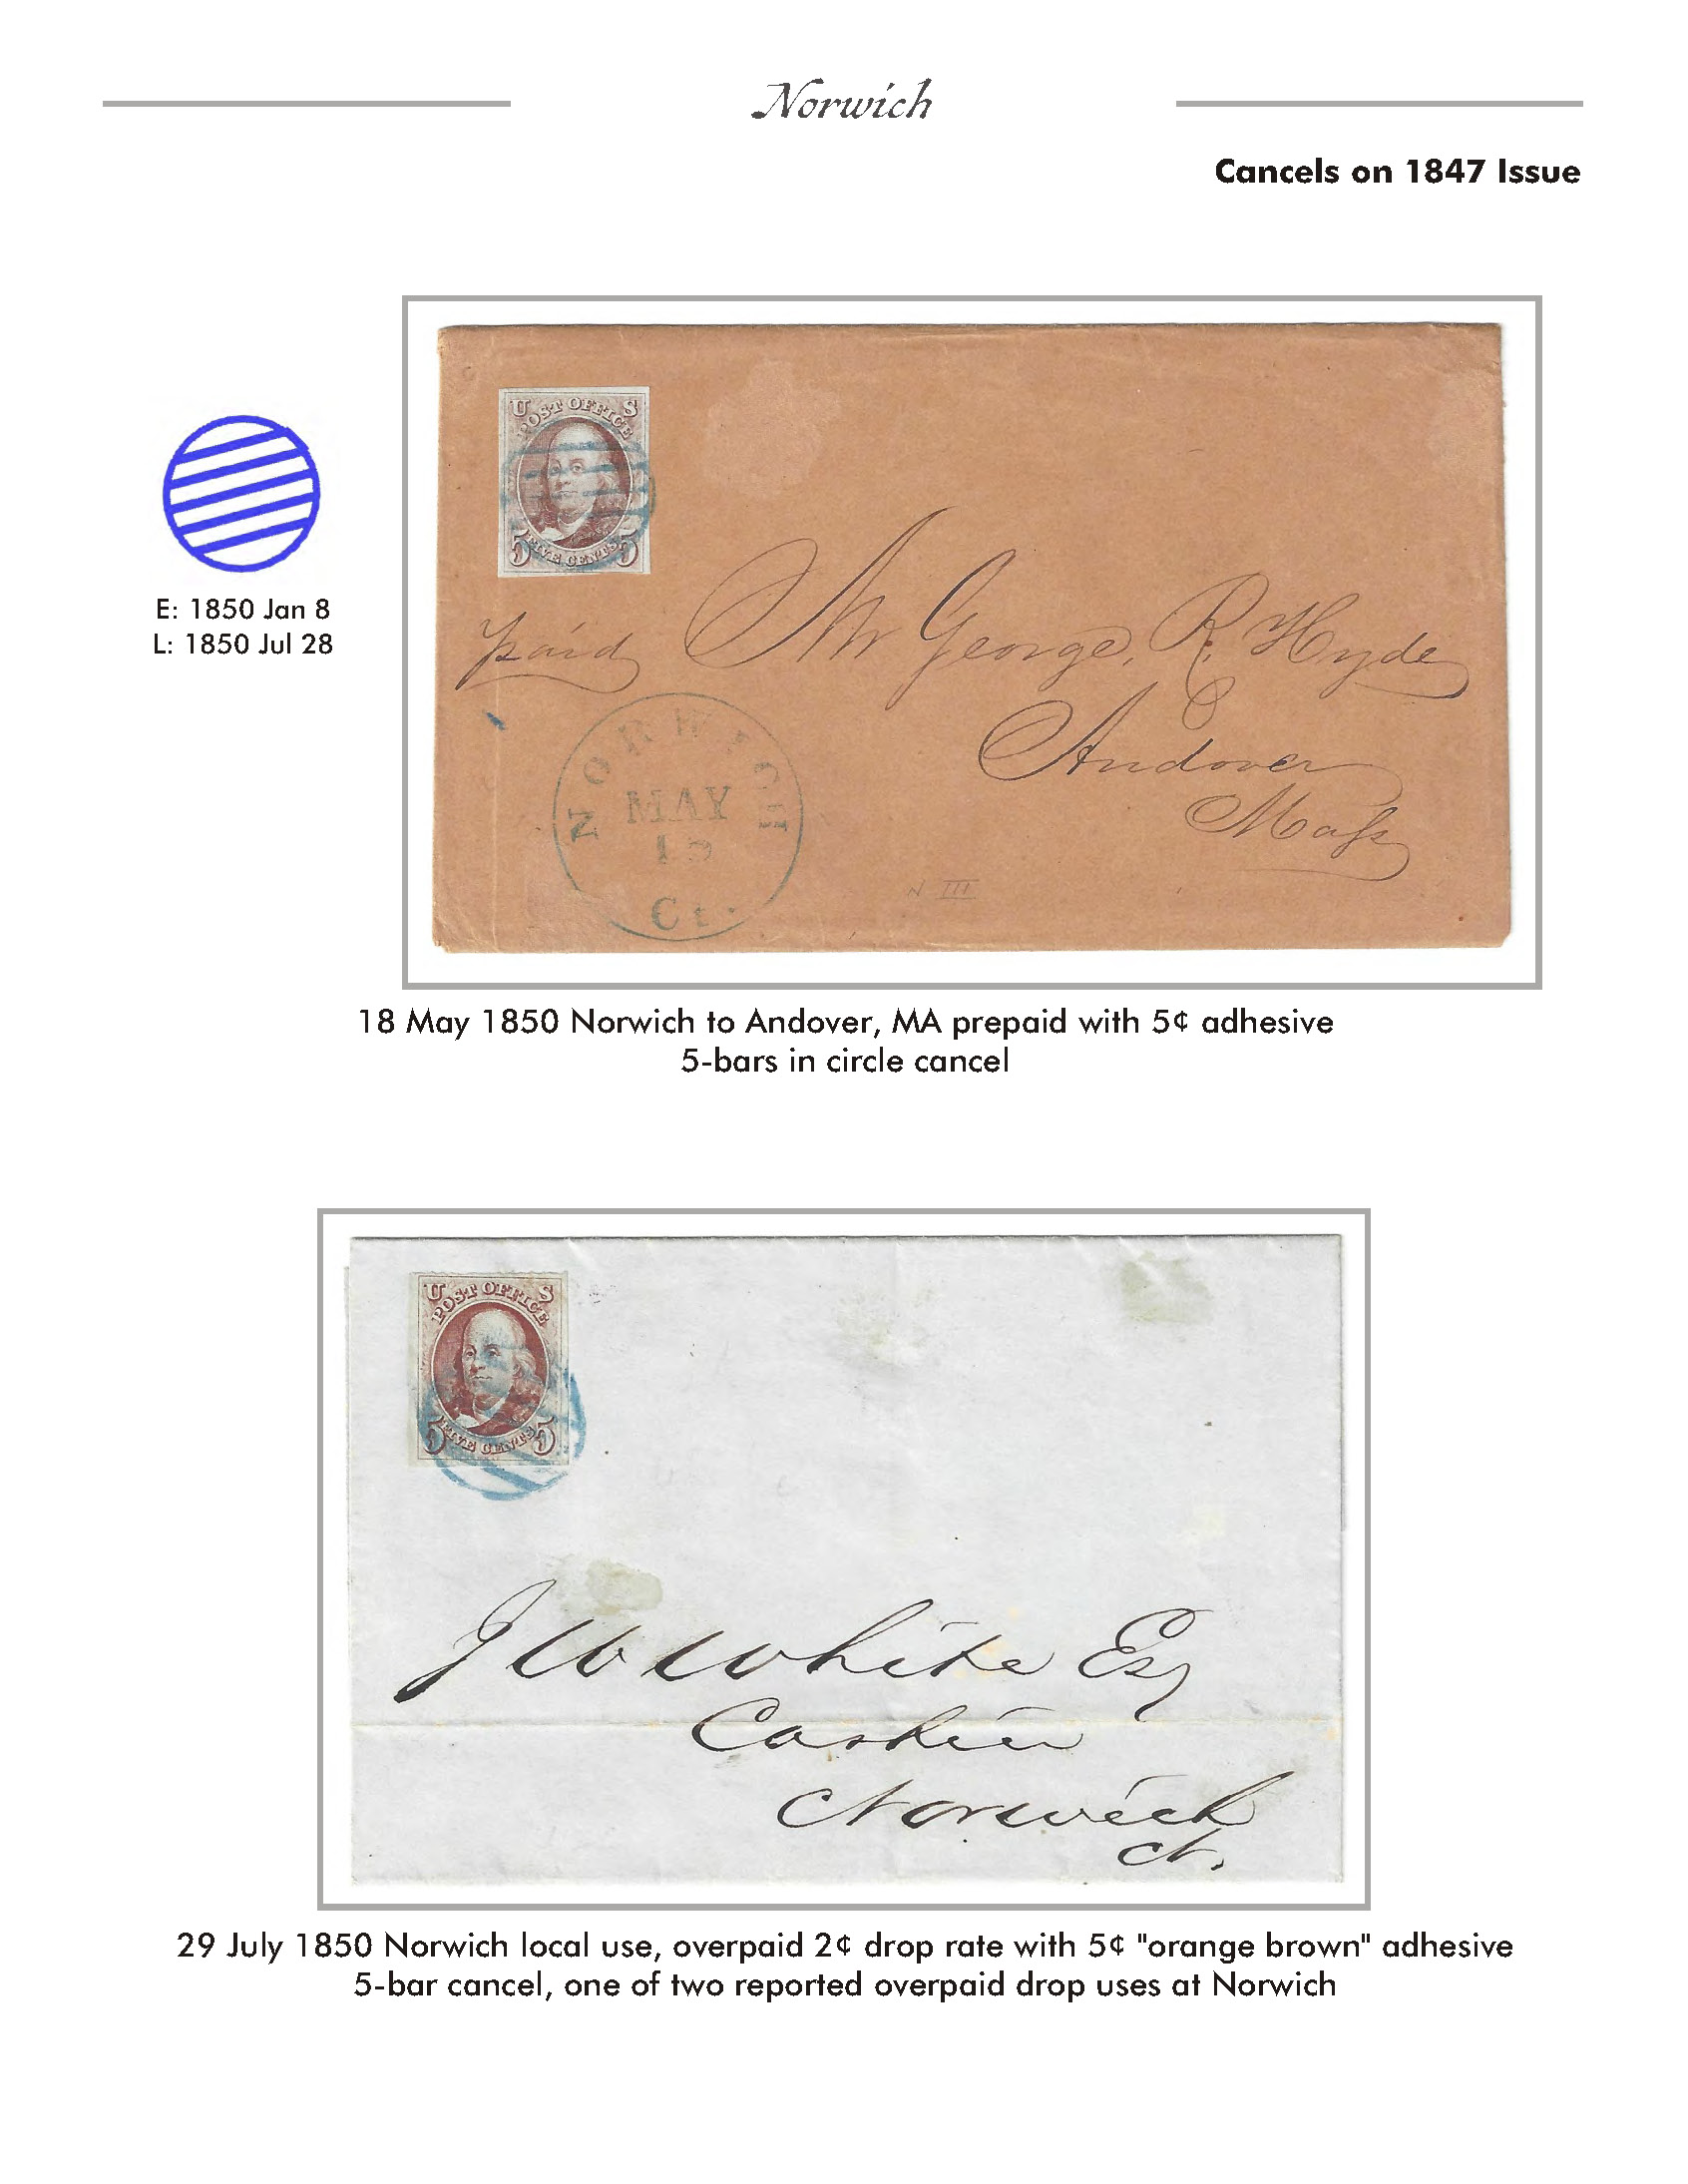 Norwich
Cancels on 1847 Issue
E: 1850 Jan 8
L: 1850 Jul 28
U S
POST OFFICE
5 FIVE CENTS 5
paid
Mr George, R. Hyde
Andover
Mass
NORWICH
MAY
Ct.
N III
18 May 1850 Norwich to Andover, MA prepaid with 5¢ adhesive
5-bars in circle cancel
U S
POST OFFICE
5 FIVE CENTS 5
J W White Esq
Cashier
Norwich
Ct.
29 July 1850 Norwich local use, overpaid 2¢ drop rate with 5¢ "orange brown" adhesive
5-bar cancel, one of two reported overpaid drop uses at Norwich